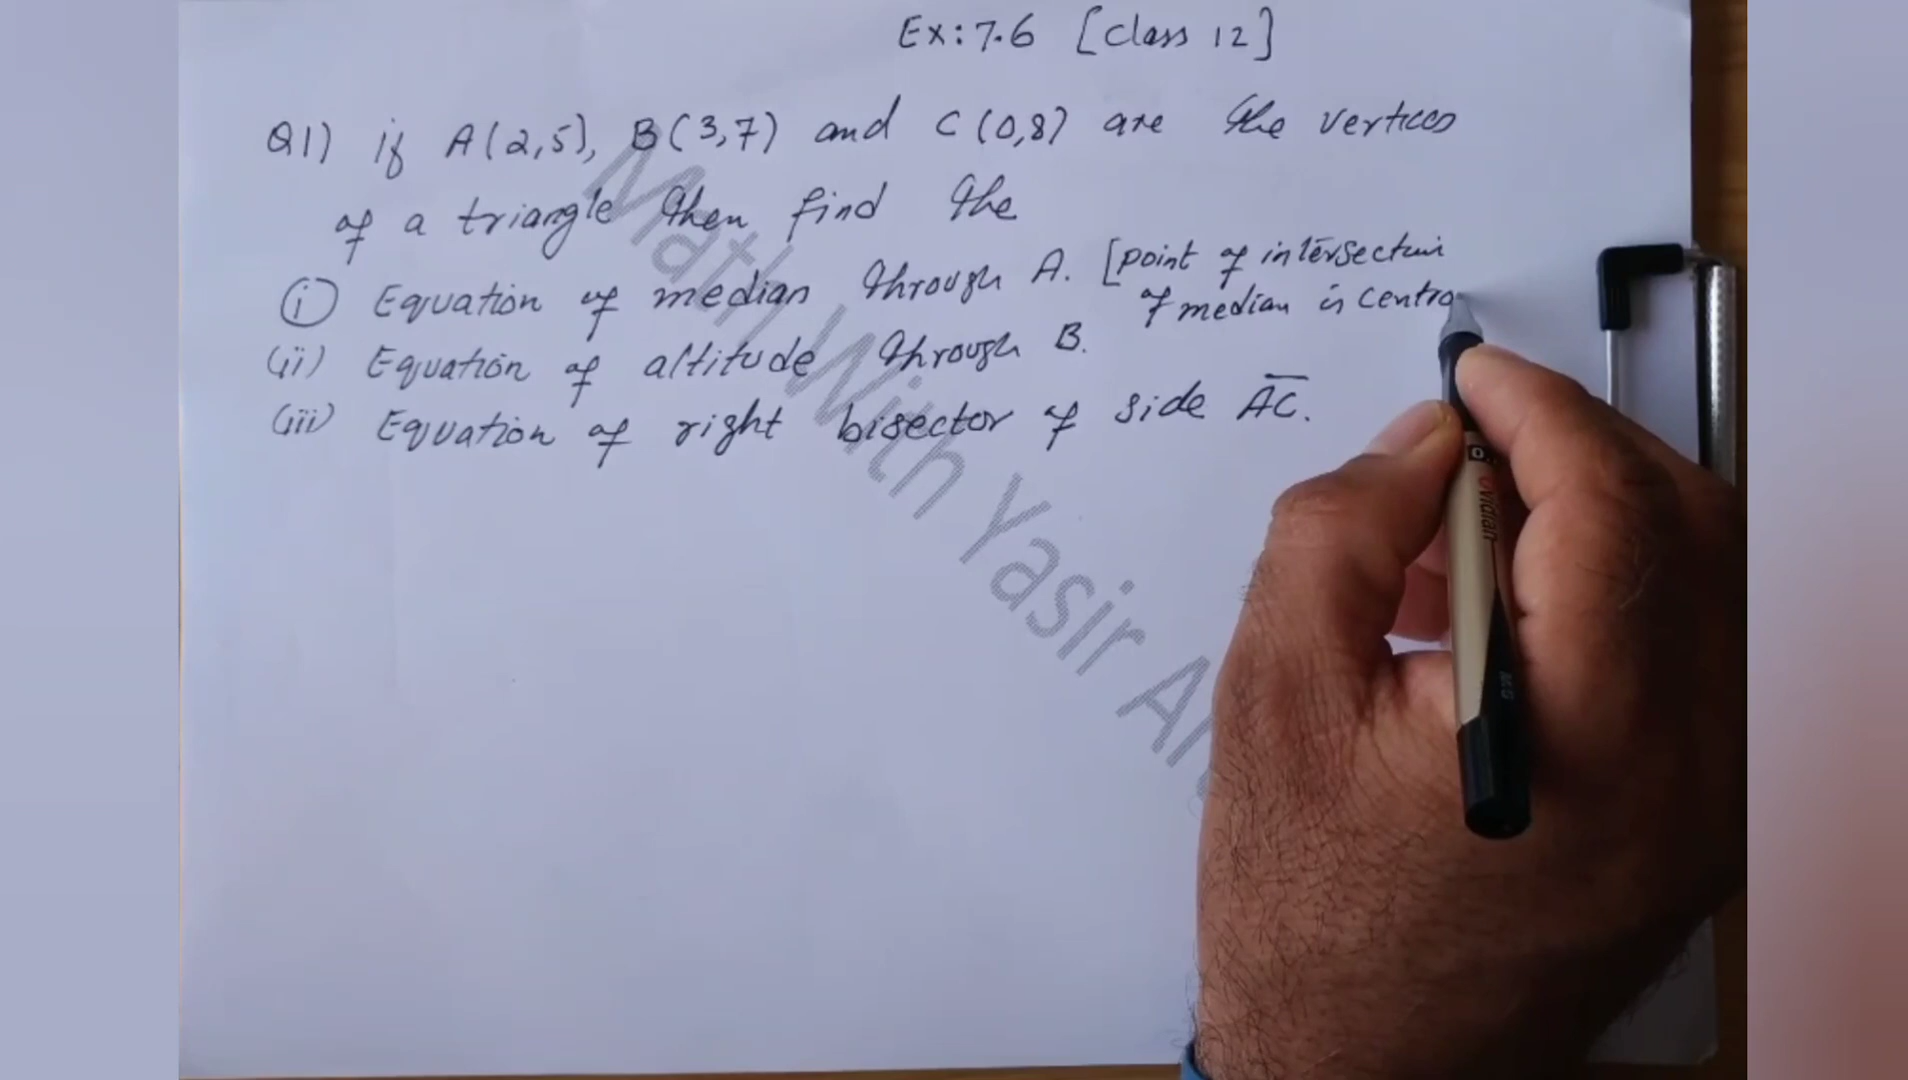 Ex: 7.6 [Class 12]
Q1) if A(2,5), B(3,7) and C(0,8) are the vertices
of a triangle then find the
(i) Equation of median through A. [point of intersection
of median is centro
(ii) Equation of altitude through B.
(iii) Equation of right bisector of side A̅C̅.
Math With Yasir